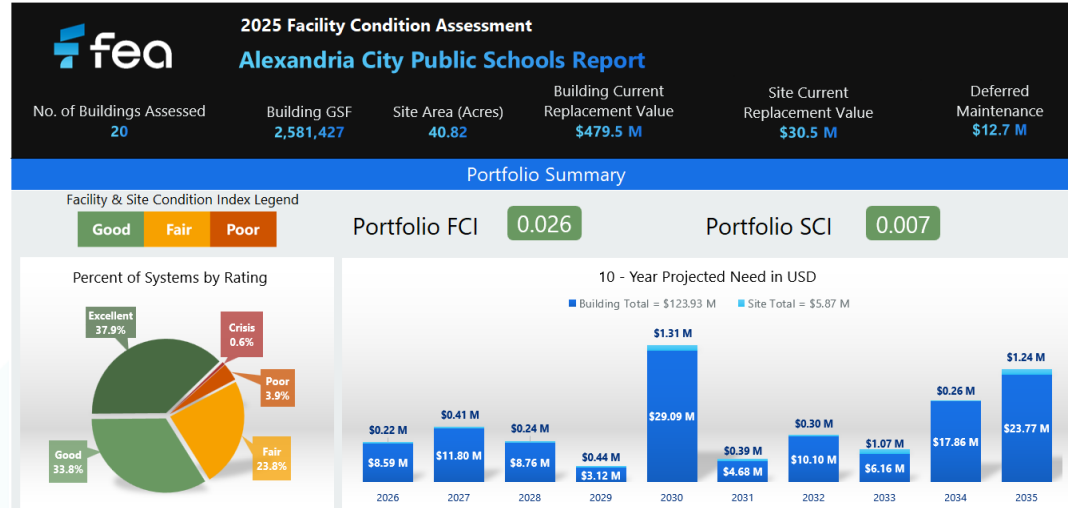 fea
2025 Facility Condition Assessment
Alexandria City Public Schools Report
No. of Buildings Assessed
20
Building GSF
2,581,427
Site Area (Acres)
40.82
Building Current
Replacement Value
$479.5 M
Site Current
Replacement Value
$30.5 M
Deferred
Maintenance
$12.7 M
Portfolio Summary
Facility & Site Condition Index Legend
Good Fair Poor
Portfolio FCI 0.026
Portfolio SCI 0.007
Percent of Systems by Rating
Excellent
37.9%
Crisis
0.6%
Poor
3.9%
Fair
23.8%
Good
33.8%
10 - Year Projected Need in USD
Building Total = $123.93 M Site Total = $5.87 M
$0.22 M
$8.59 M
2026
$0.41 M
$11.80 M
2027
$0.24 M
$8.76 M
2028
$0.44 M
$3.12 M
2029
$1.31 M
$29.09 M
2030
$0.39 M
$4.68 M
2031
$0.30 M
$10.10 M
2032
$1.07 M
$6.16 M
2033
$0.26 M
$17.86 M
2034
$1.24 M
$23.77 M
2035